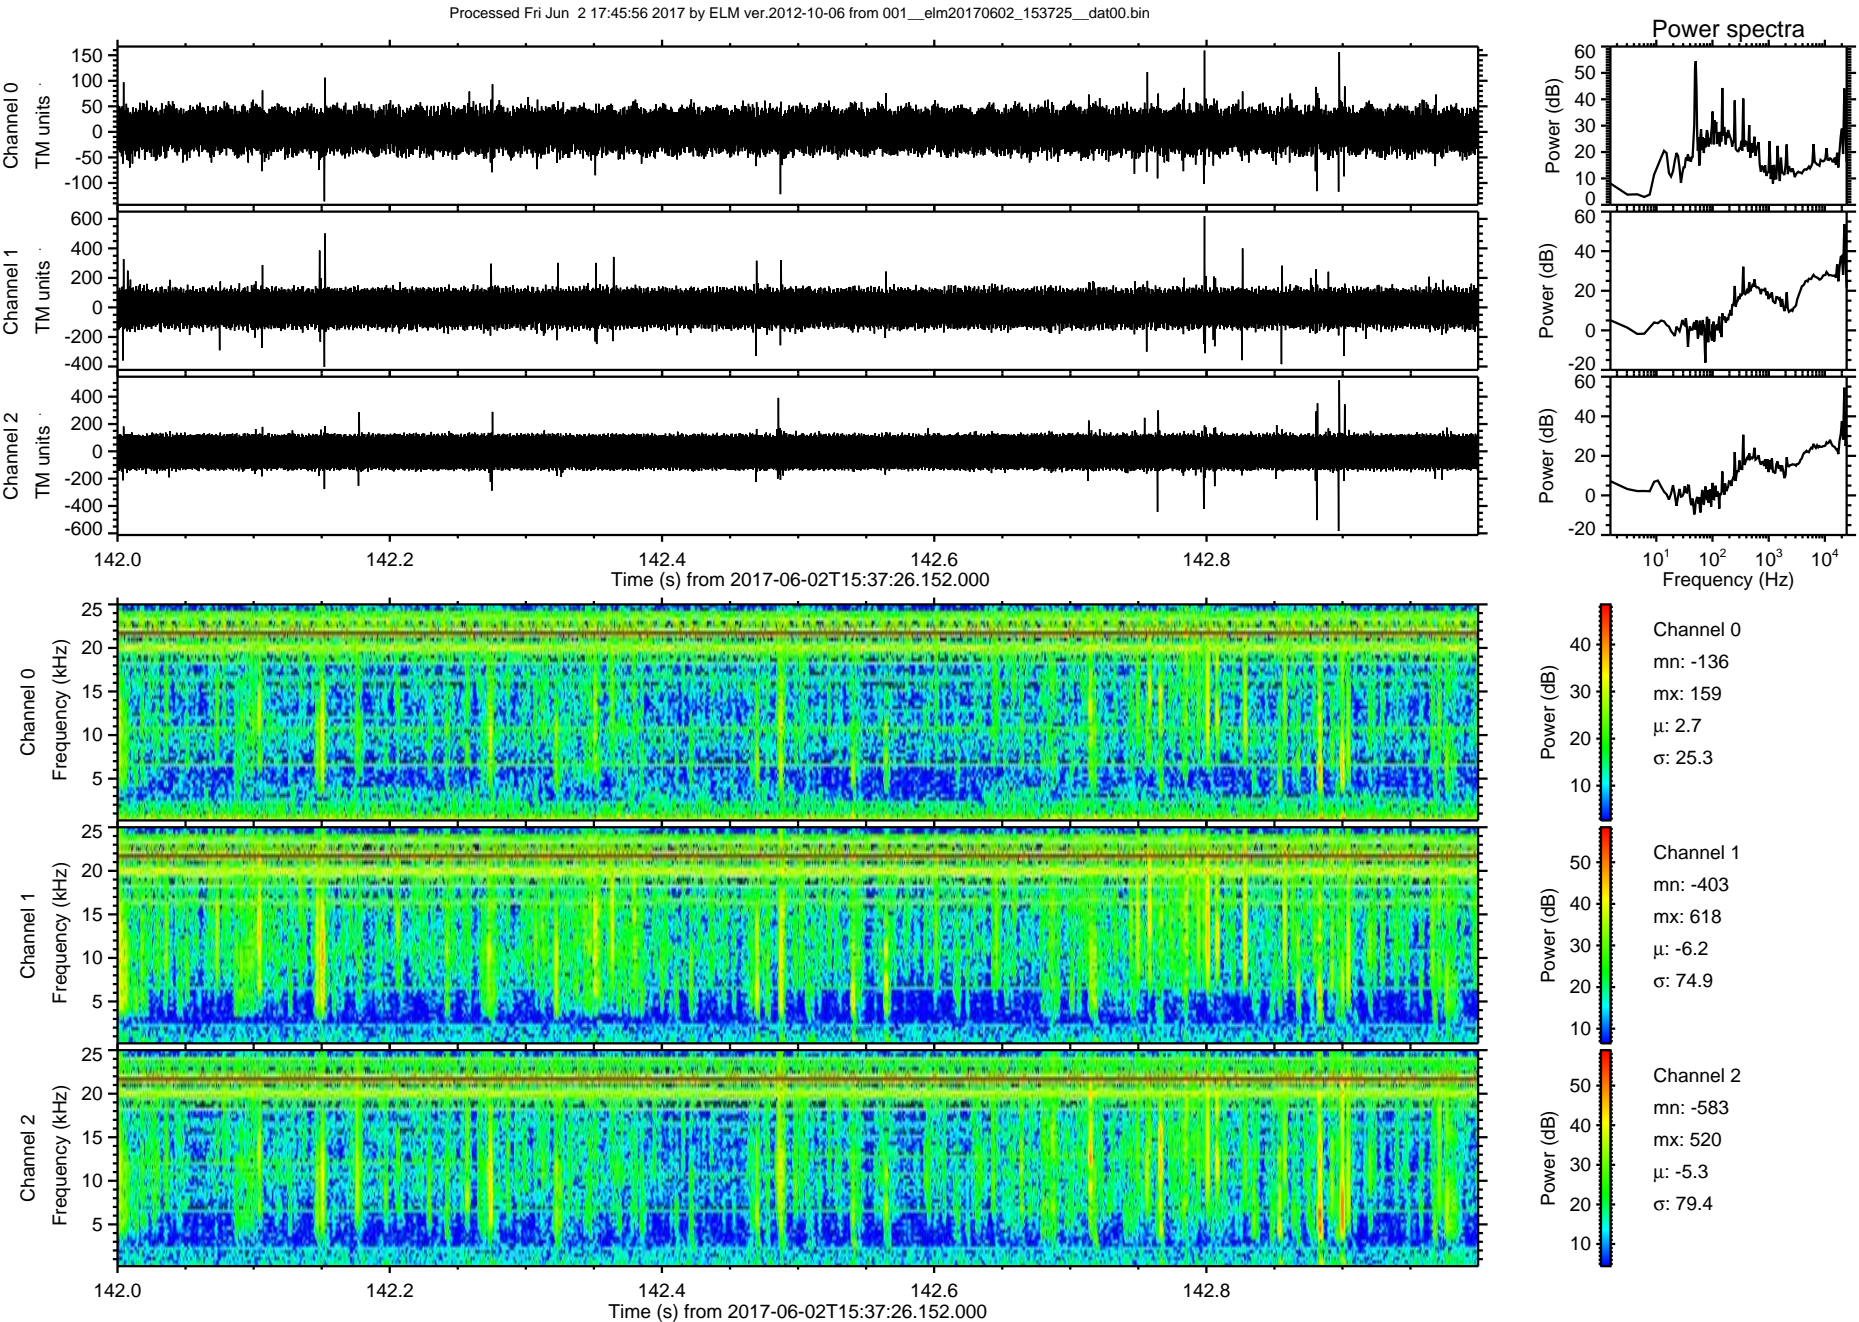 Processed Fri Jun  2 17:45:56 2017 by ELM ver.2012-10-06 from 001__elm20170602_153725__dat00.bin
Power spectra
Channel 0
TM units
150
100
50
0
-50
-100
Power (dB)
60
50
40
30
20
10
0
Channel 1
TM units
600
400
200
0
-200
-400
Power (dB)
60
40
20
0
-20
Channel 2
TM units
400
200
0
-200
-400
-600
Power (dB)
60
40
20
0
-20
142.0 142.2 142.4 142.6 142.8
Time (s) from 2017-06-02T15:37:26.152.000
10^1 10^2 10^3 10^4
Frequency (Hz)
Channel 0
Frequency (kHz)
25
20
15
10
5
Power (dB)
40
30
20
10
Channel 0
mn: -136
mx: 159
μ: 2.7
σ: 25.3
Channel 1
Frequency (kHz)
25
20
15
10
5
Power (dB)
50
40
30
20
10
Channel 1
mn: -403
mx: 618
μ: -6.2
σ: 74.9
Channel 2
Frequency (kHz)
25
20
15
10
5
Power (dB)
50
40
30
20
10
Channel 2
mn: -583
mx: 520
μ: -5.3
σ: 79.4
142.0 142.2 142.4 142.6 142.8
Time (s) from 2017-06-02T15:37:26.152.000